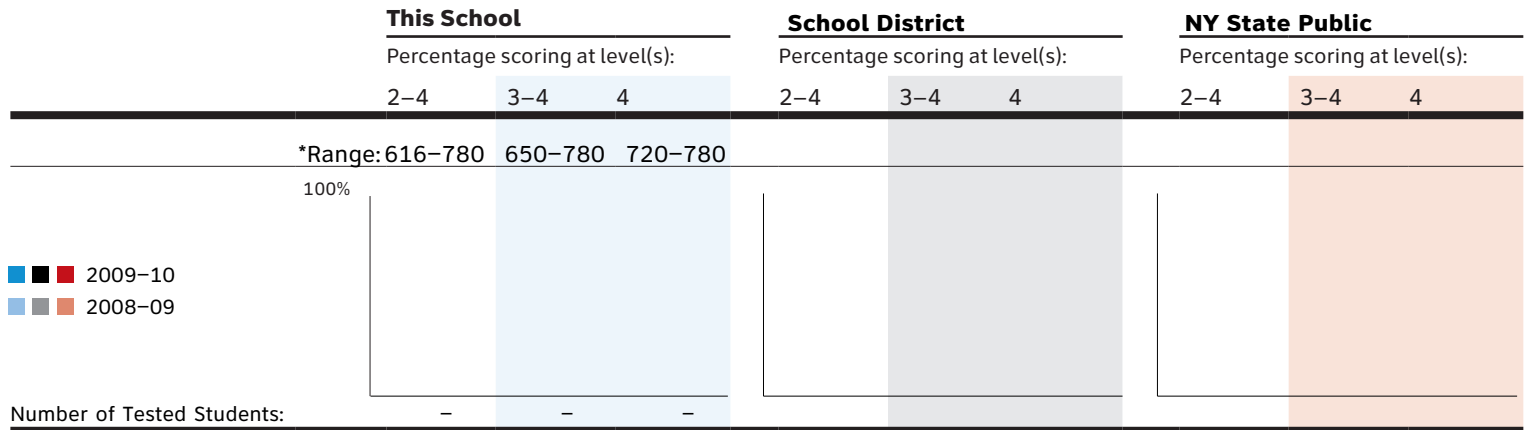 This School School District NY State Public
Percentage scoring at level(s): Percentage scoring at level(s): Percentage scoring at level(s):
2–4 3–4 4 2–4 3–4 4 2–4 3–4 4
*Range: 616–780 650–780 720–780
100%
2009–10
2008–09
Number of Tested Students: – – –